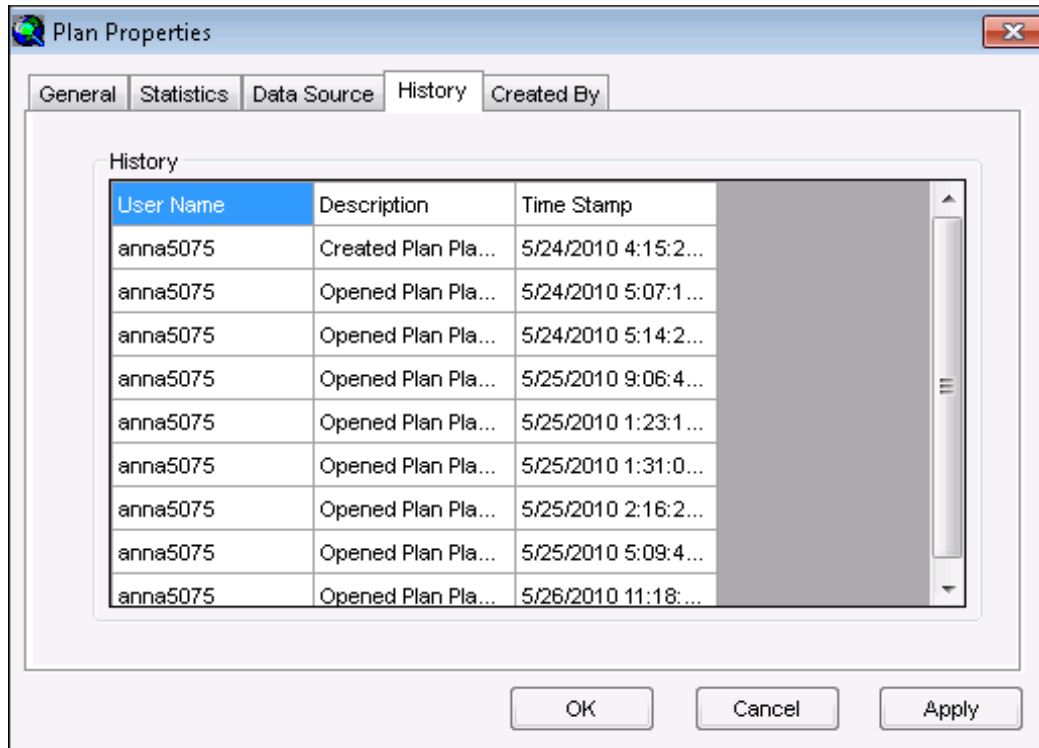 Plan Properties
General Statistics Data Source History Created By
History
User Name Description Time Stamp
anna5075 Created Plan Pla... 5/24/2010 4:15:2...
anna5075 Opened Plan Pla... 5/24/2010 5:07:1...
anna5075 Opened Plan Pla... 5/24/2010 5:14:2...
anna5075 Opened Plan Pla... 5/25/2010 9:06:4...
anna5075 Opened Plan Pla... 5/25/2010 1:23:1...
anna5075 Opened Plan Pla... 5/25/2010 1:31:0...
anna5075 Opened Plan Pla... 5/25/2010 2:16:2...
anna5075 Opened Plan Pla... 5/25/2010 5:09:4...
anna5075 Opened Plan Pla... 5/26/2010 11:18:...
OK Cancel Apply